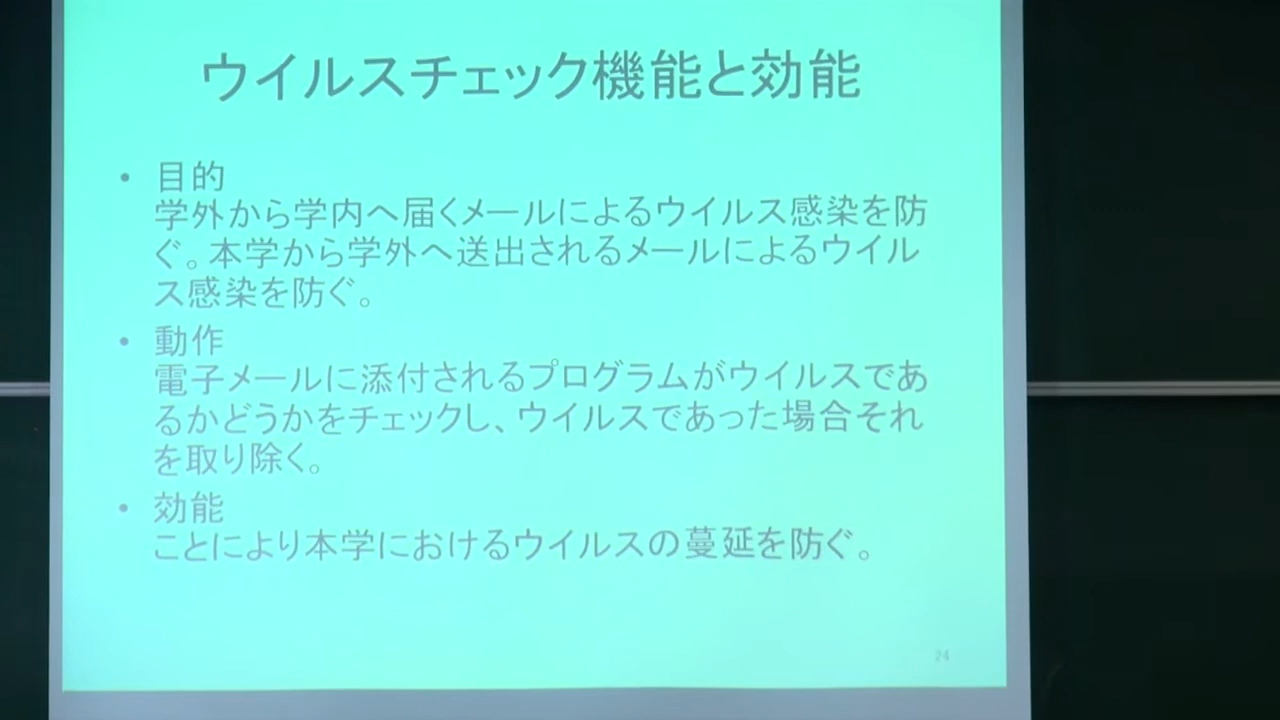 ウイルスチェック機能と効能
• 目的
学外から学内へ届くメールによるウイルス感染を防
ぐ。本学から学外へ送出されるメールによるウイル
ス感染を防ぐ。
• 動作
電子メールに添付されるプログラムがウイルスであ
るかどうかをチェックし、ウイルスであった場合それ
を取り除く。
• 効能
ことにより本学におけるウイルスの蔓延を防ぐ。
24